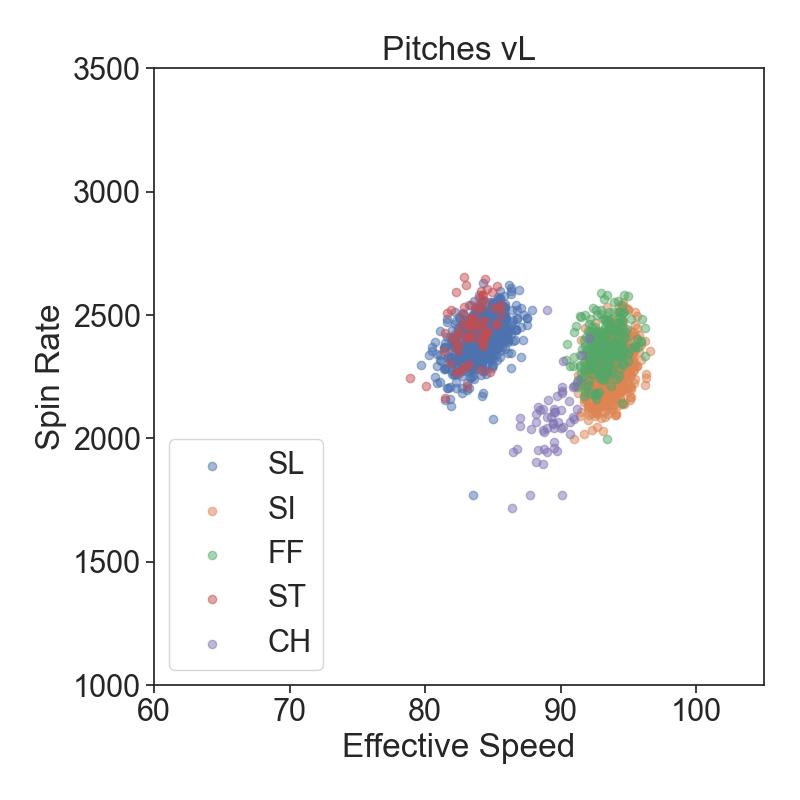 Pitches vL
3500
3000
2500
2000
1500
1000
Spin Rate
SL
SI
FF
ST
CH
60 70 80 90 100
Effective Speed